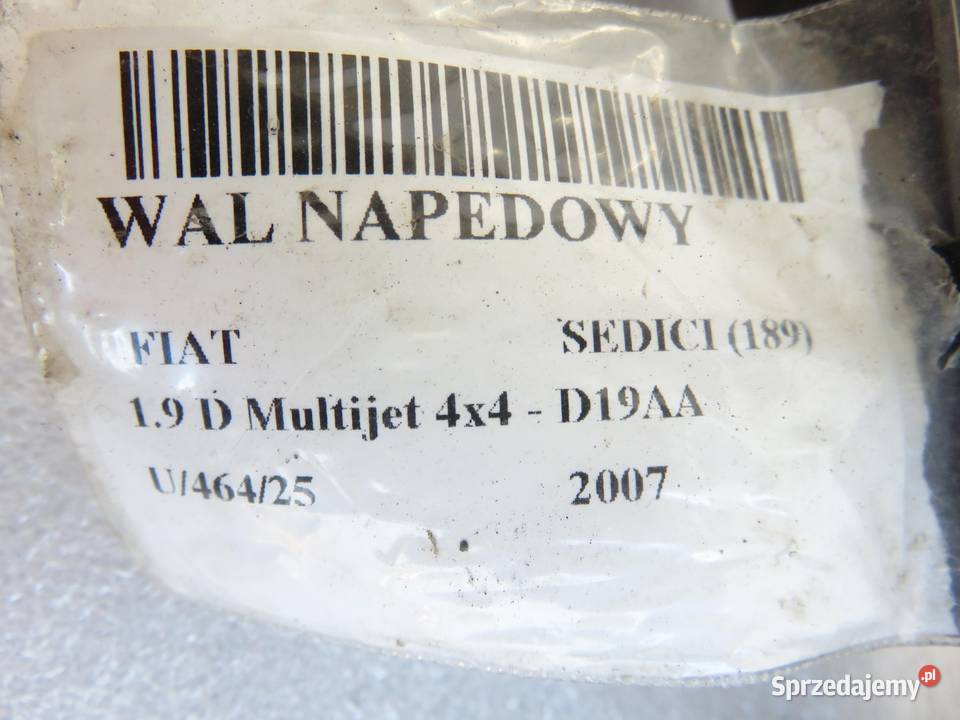 WAL NAPEDOWY
FIAT SEDICI (189)
1.9 D Multijet 4x4 - D19AA
U/464/25 2007
Sprzedajemy.pl